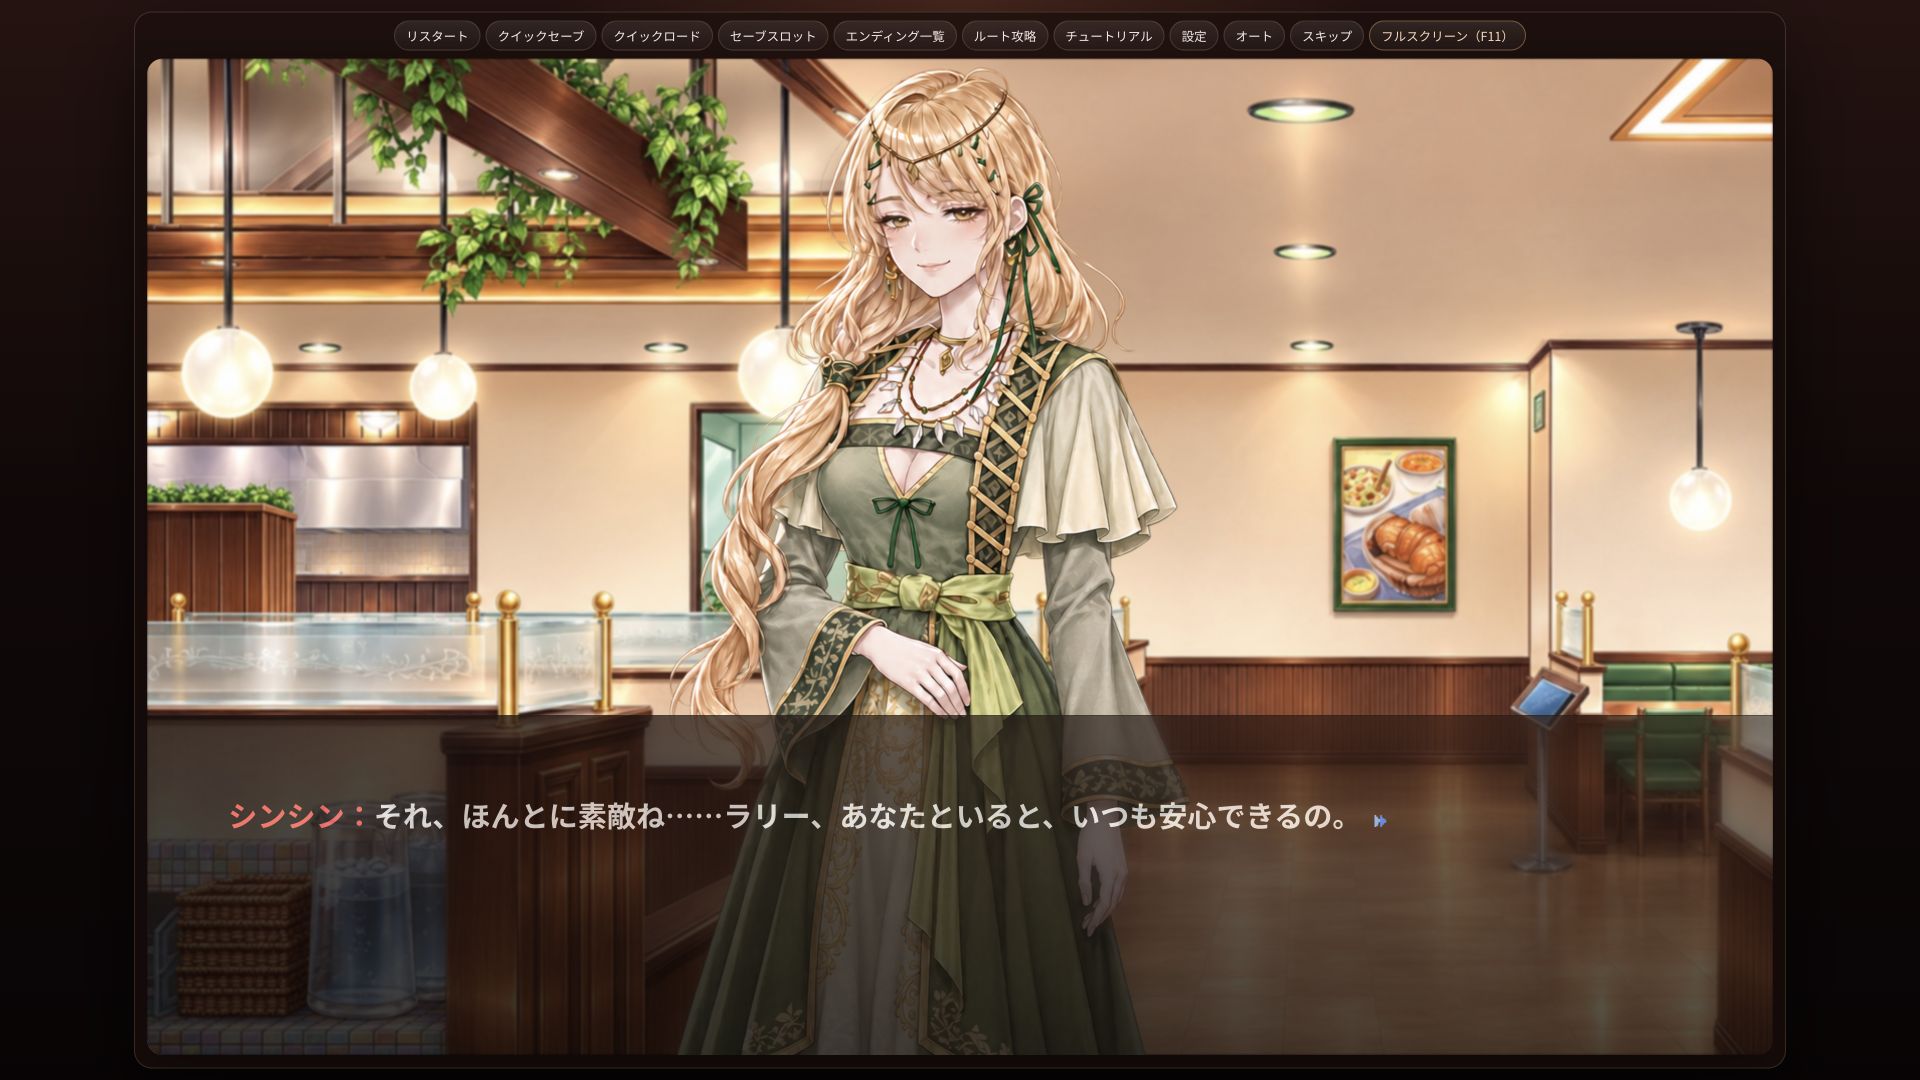 リスタート
クイックセーブ
クイックロード
セーブスロット
エンディング一覧
ルート攻略
チュートリアル
設定
オート
スキップ
フルスクリーン（F11）
シンシン：それ、ほんとに素敵ね……ラリー、あなたといると、いつも安心できるの。